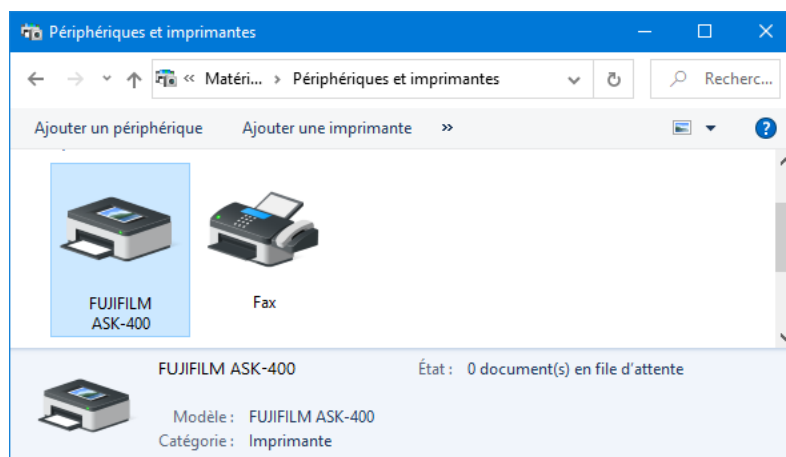 Périphériques et imprimantes
« Matéri... > Périphériques et imprimantes
Recherc...
Ajouter un périphérique Ajouter une imprimante »
FUJIFILM
ASK-400
Fax
FUJIFILM ASK-400 État : 0 document(s) en file d'attente
Modèle : FUJIFILM ASK-400
Catégorie : Imprimante